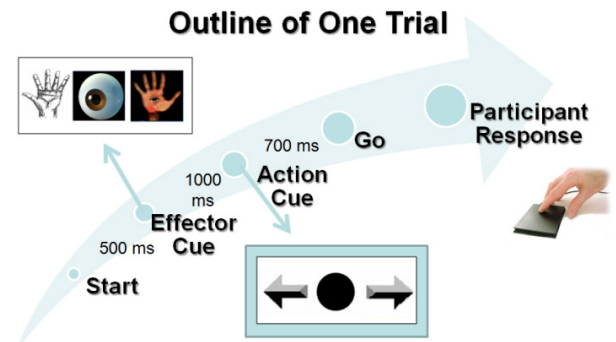 Outline of One Trial
Start
500 ms
Effector
Cue
1000
ms
Action
Cue
700 ms
Go
Participant
Response